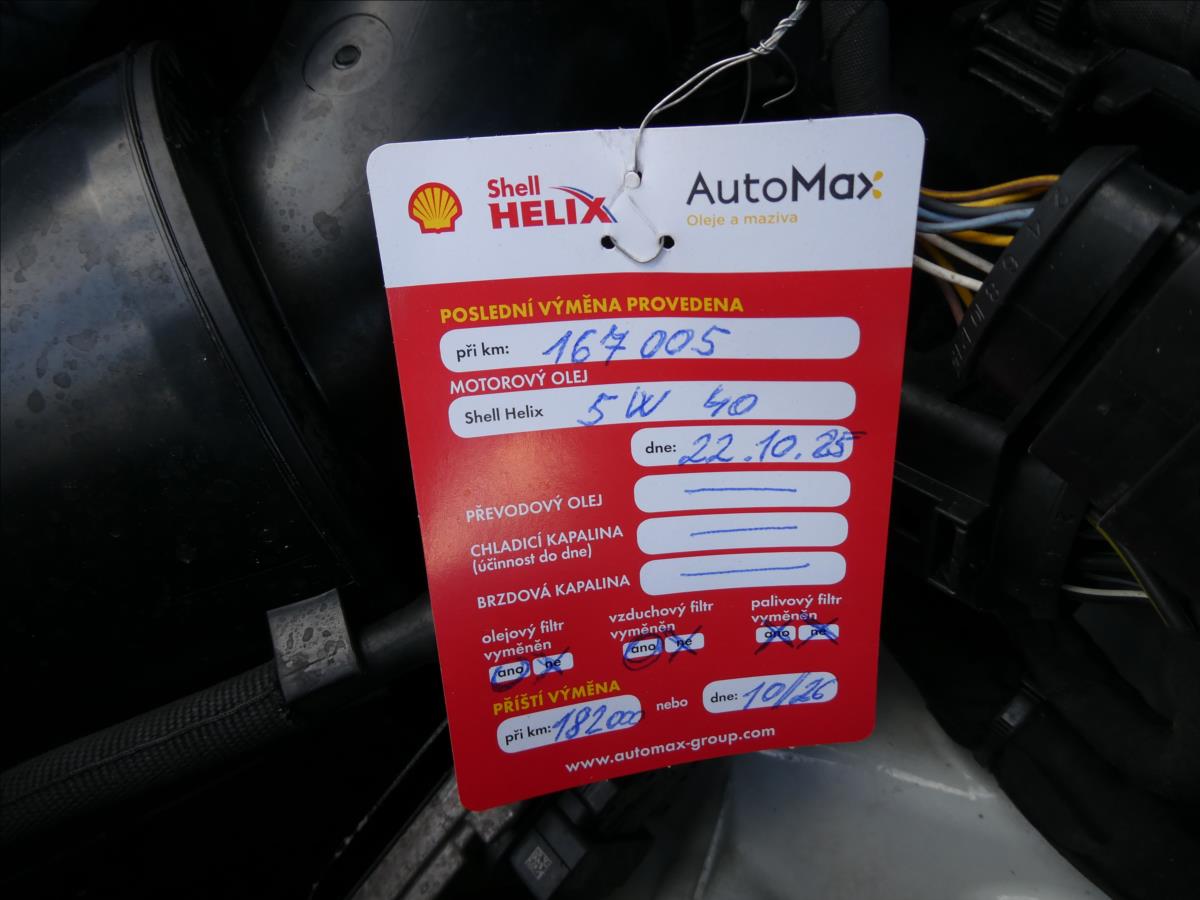 Shell
HELIX
AutoMax
Oleje a maziva
POSLEDNÍ VÝMĚNA PROVEDENA
při km: 167 005
MOTOROVÝ OLEJ
Shell Helix 5W 40
dne: 22.10.25
PŘEVODOVÝ OLEJ
CHLADICÍ KAPALINA
(účinnost do dne)
BRZDOVÁ KAPALINA
olejový filtr
vyměněn
ano ne
vzduchový filtr
vyměněn
ano ne
palivový filtr
vyměněn
ano ne
PŘÍŠTÍ VÝMĚNA
při km: 182000 nebo dne: 10/26
www.automax-group.com